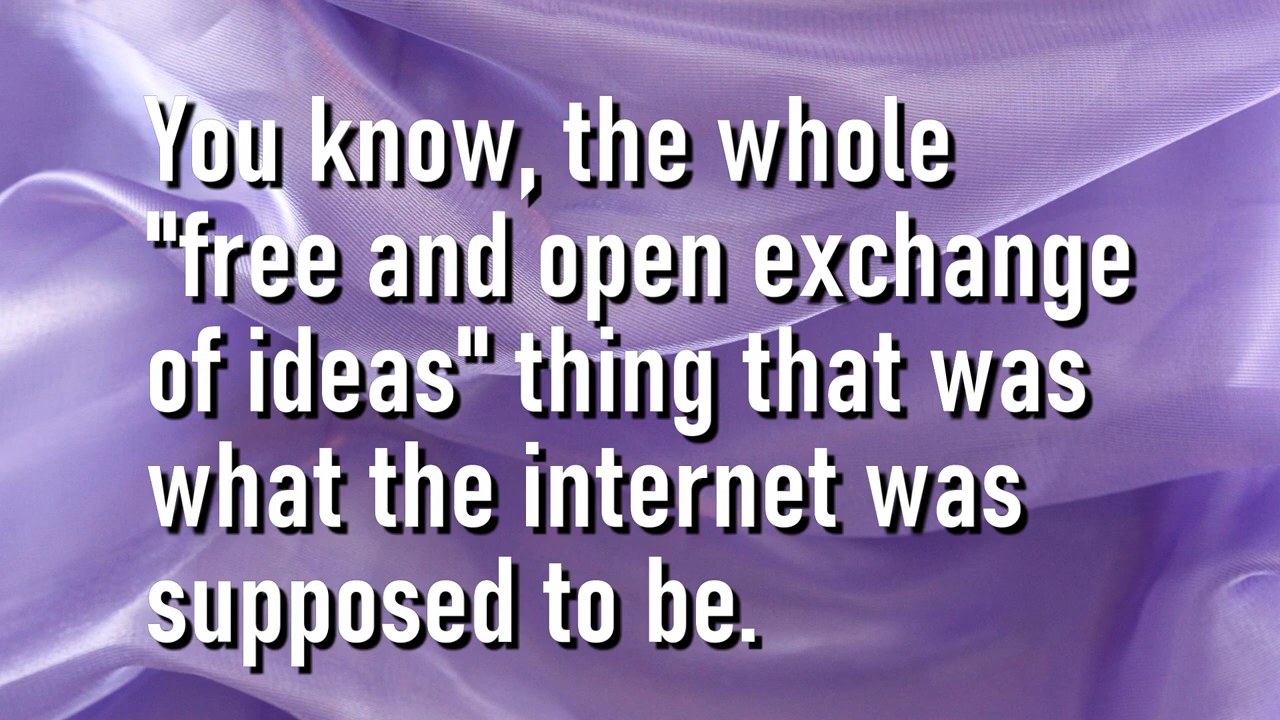 You know, the whole
"free and open exchange
of ideas" thing that was
what the internet was
supposed to be.